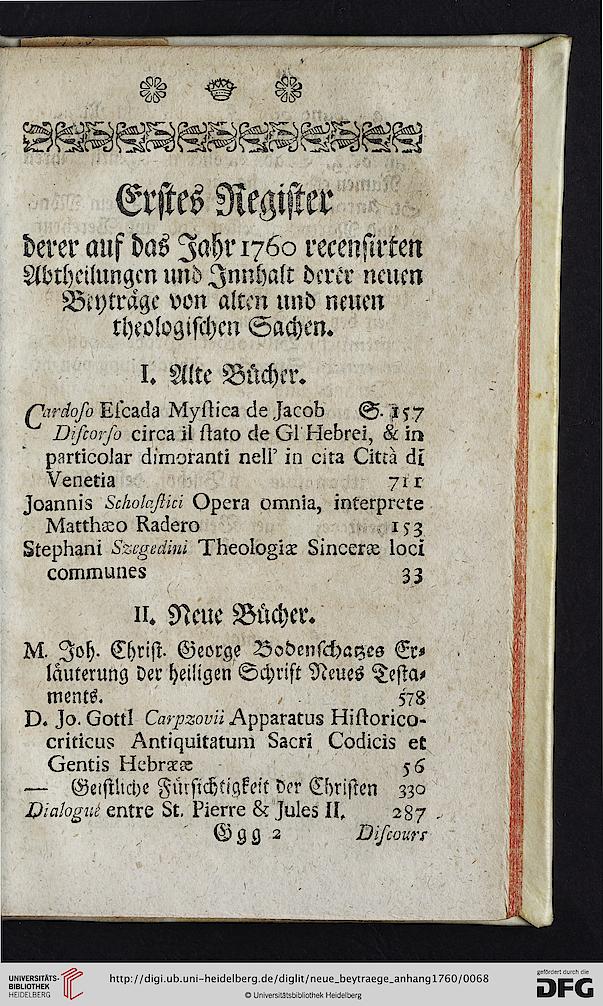 Erstes Register
derer auf das Jahr 1760 recensirten
Abtheilungen und Innhalt derer neuen
Beyträge von alten und neuen
theologischen Sachen.
I. Alte Bücher.
Cardoso Escada Mystica de Jacob S. 157
Discorso circa il stato de Gl' Hebrei, & in
particolar dimoranti nell' in cita Città di
Venetia 711
Joannis Scholastici Opera omnia, interprete
Matthæo Radero 153
Stephani Szegedini Theologiæ Sinceræ loci
communes 33
II. Neue Bücher.
M. Joh. Christ. George Bodenschatzes Er-
läuterung der heiligen Schrift Neues Testa-
ments. 578
D. Jo. Gottl Carpzovii Apparatus Historico-
criticus Antiquitatum Sacri Codicis et
Gentis Hebrææ 56
— Geistliche Fürsichtigkeit der Christen 330
Dialogué entre St. Pierre & Jules II. 287
Ggg 2 Discours
UNIVERSITÄTS-
BIBLIOTHEK
HEIDELBERG
http://digi.ub.uni-heidelberg.de/diglit/neue_beytraege_anhang1760/0068
© Universitätsbibliothek Heidelberg
gefördert durch die
DFG